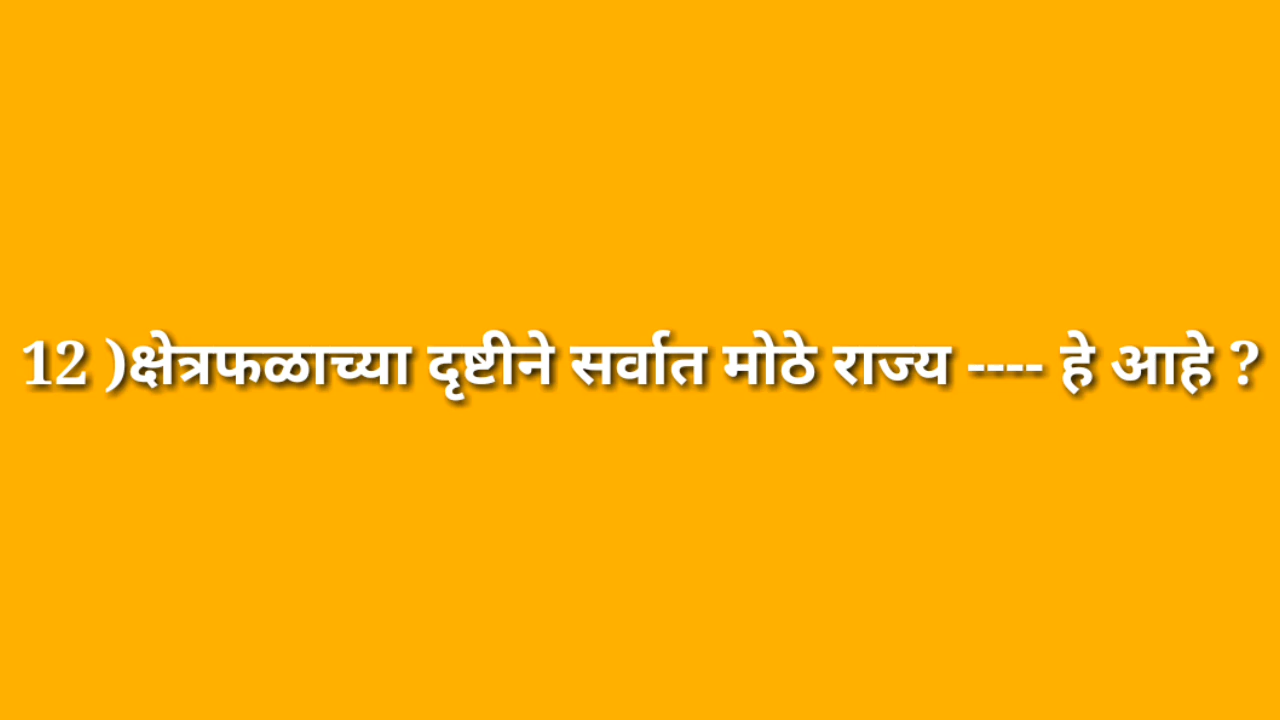 12 )क्षेत्रफळाच्या दृष्टीने सर्वात मोठे राज्य ---- हे आहे ?